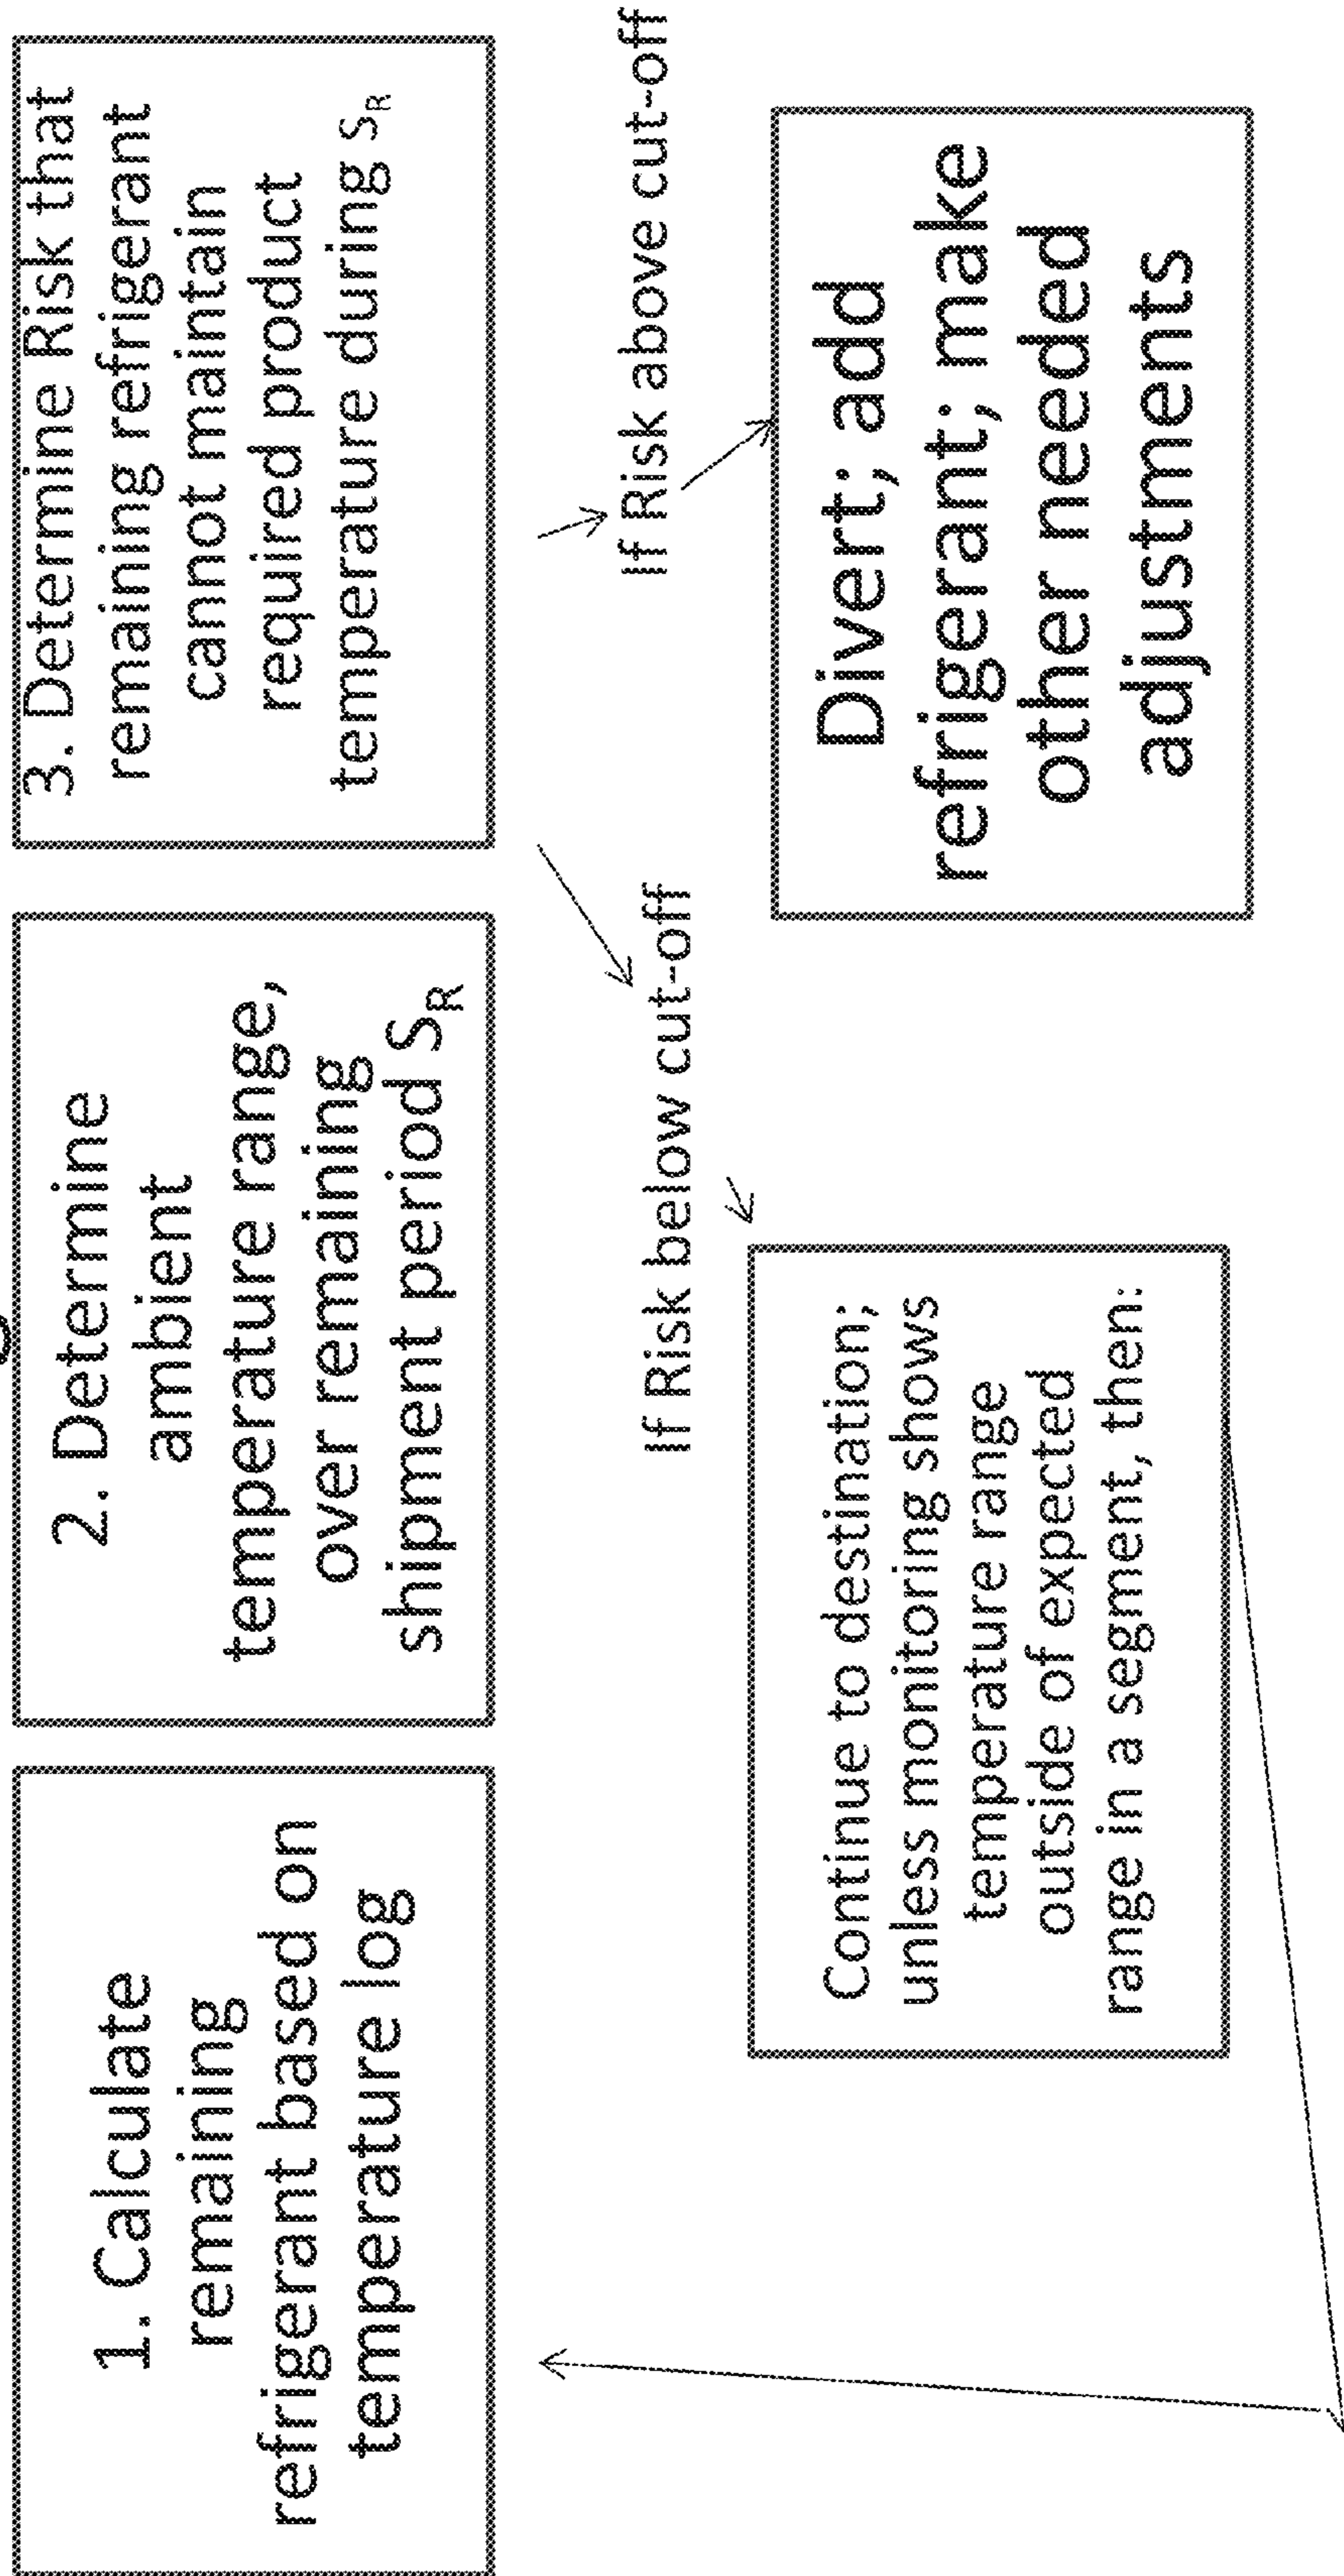 1. Calculate
remaining
refrigerant based on
temperature log
2. Determine
ambient
temperature range,
over remaining
shipment period SR
3. Determine Risk that
remaining refrigerant
cannot maintain
required product
temperature during SR
If Risk below cut-off
If Risk above cut-off
Continue to destination;
unless monitoring shows
temperature range
outside of expected
range in a segment, then:
Divert; add
refrigerant; make
other needed
adjustments